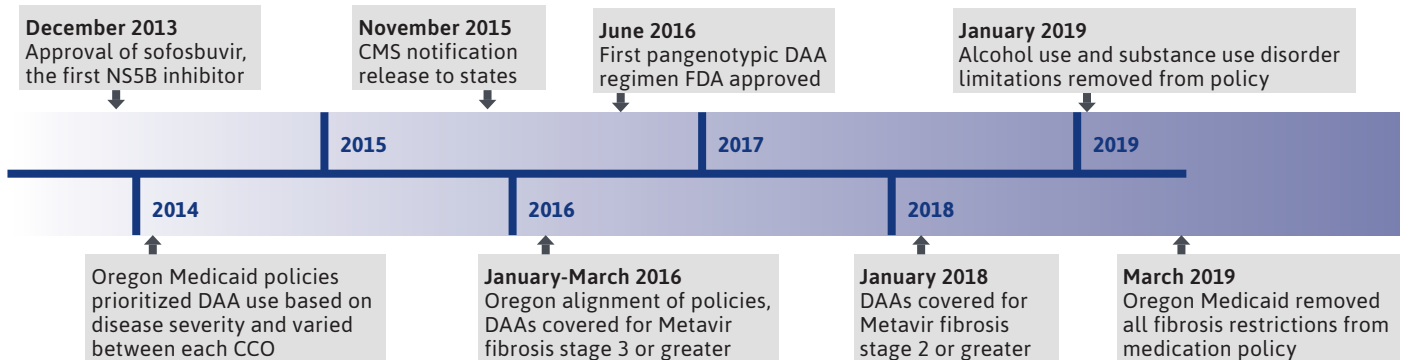 December 2013
Approval of sofosbuvir,
the first NS5B inhibitor
November 2015
CMS notification
release to states
June 2016
First pangenotypic DAA
regimen FDA approved
January 2019
Alcohol use and substance use disorder
limitations removed from policy
2015
2017
2019
2014
2016
2018
Oregon Medicaid policies
prioritized DAA use based on
disease severity and varied
between each CCO
January-March 2016
Oregon alignment of policies,
DAAs covered for Metavir
fibrosis stage 3 or greater
January 2018
DAAs covered for
Metavir fibrosis
stage 2 or greater
March 2019
Oregon Medicaid removed
all fibrosis restrictions from
medication policy